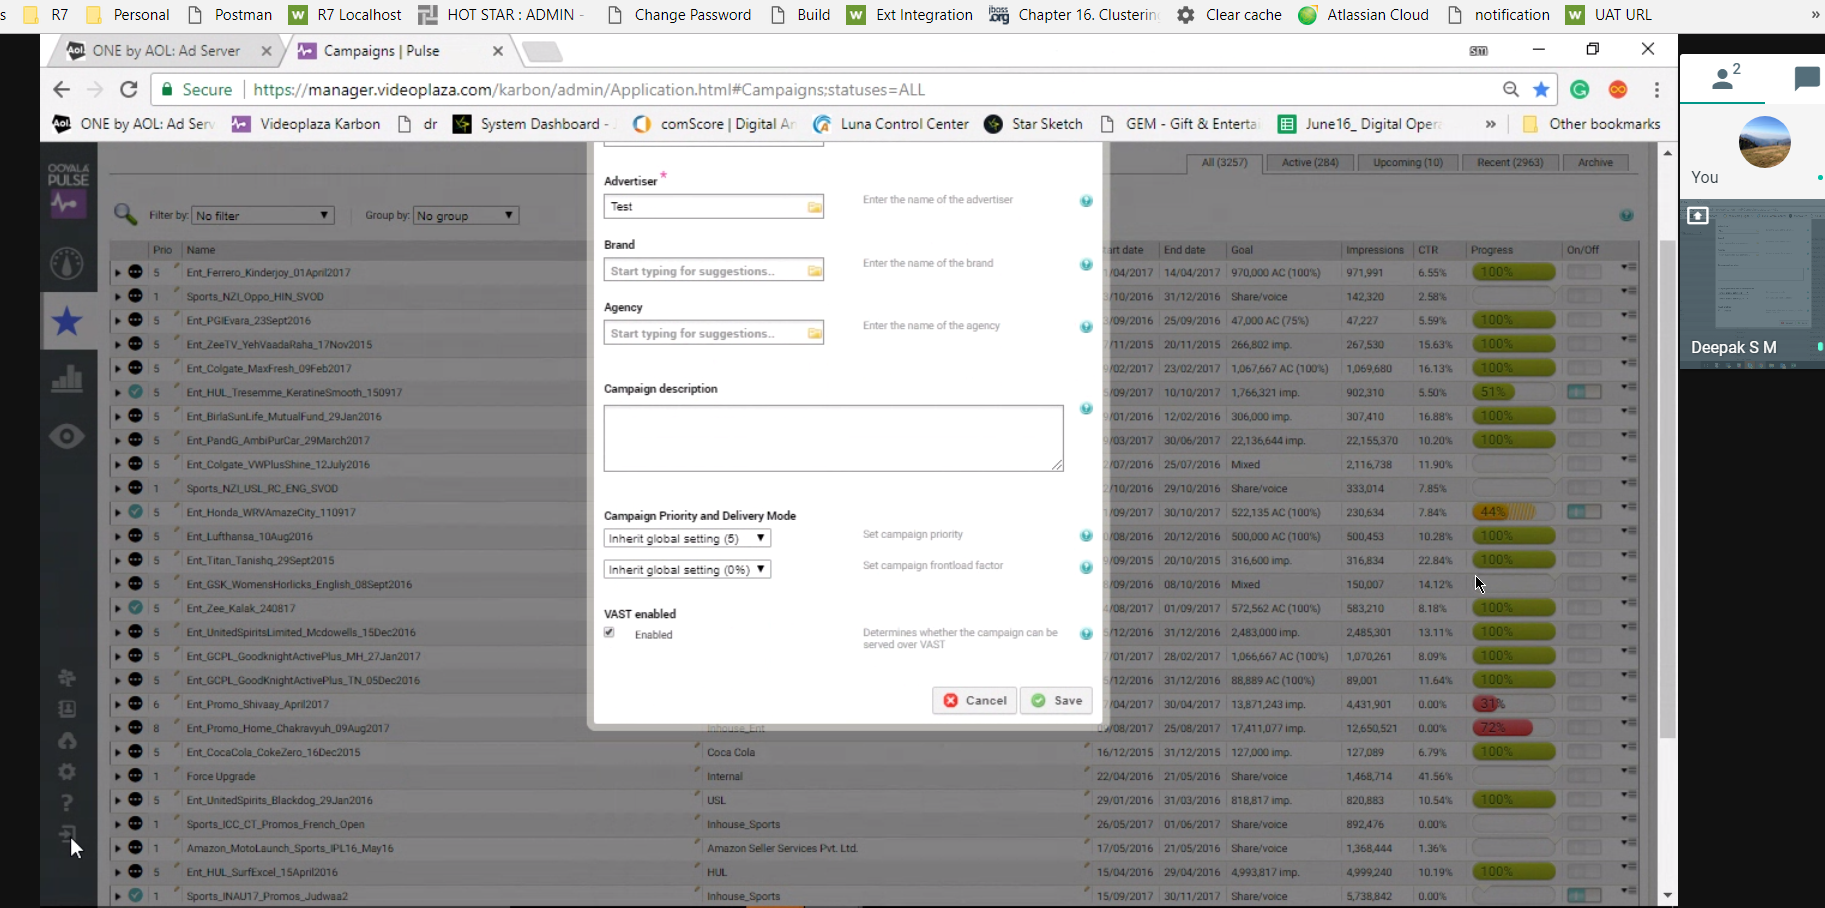 s R7 Personal Postman R7 Localhost HOT STAR : ADMIN - Change Password Build Ext Integration Chapter 16. Clusterin Clear cache Atlassian Cloud notification UAT URL »
Aol. ONE by AOL: Ad Server × Campaigns | Pulse × sm
Secure https://manager.videoplaza.com/karbon/admin/Application.html#Campaigns;statuses=ALL
Aol. ONE by AOL: Ad Serv Videoplaza Karbon dr System Dashboard - comScore | Digital An Luna Control Center Star Sketch GEM - Gift & Enterta June16_ Digital Opera » Other bookmarks
2
You
Deepak S M
OOYALA
PULSE
All (3257) Active (284) Upcoming (10) Recent (2963) Archive
Filter by: No filter Group by: No group
Advertiser *
Test
Enter the name of the advertiser
Brand
Start typing for suggestions..
Enter the name of the brand
Agency
Start typing for suggestions..
Enter the name of the agency
Campaign description
Campaign Priority and Delivery Mode
Inherit global setting (5) Set campaign priority
Inherit global setting (0%) Set campaign frontload factor
VAST enabled
Enabled
Determines whether the campaign can be
served over VAST
Cancel Save
Prio Name art date End date Goal Impressions CTR Progress On/Off
5 Ent_Ferrero_Kinderjoy_01April2017 /04/2017 14/04/2017 970,000 AC (100%) 971,991 6.55% 100%
1 Sports_NZI_Oppo_HIN_SVOD /10/2016 31/12/2016 Share/voice 142,320 2.58%
5 Ent_PGIEvara_23Sept2016 /09/2016 25/09/2016 47,000 AC (75%) 47,227 5.59% 100%
5 Ent_ZeeTV_YehVaadaRaha_17Nov2015 /11/2015 20/11/2015 266,802 imp. 267,530 15.63% 100%
5 Ent_Colgate_MaxFresh_09Feb2017 /02/2017 23/02/2017 1,067,667 AC (100%) 1,069,680 16.13% 100%
5 Ent_HUL_Tresemme_KeratineSmooth_150917 /09/2017 10/10/2017 1,766,321 imp. 902,310 5.50% 51%
5 Ent_BirlaSunLife_MutualFund_29Jan2016 /01/2016 12/02/2016 306,000 imp. 307,410 16.88% 100%
5 Ent_PandG_AmbiPurCar_29March2017 /03/2017 30/06/2017 22,136,644 imp. 22,155,370 10.20% 100%
5 Ent_Colgate_VWPlusShine_12July2016 /07/2016 25/07/2016 Mixed 2,116,738 11.90%
1 Sports_NZI_USL_RC_ENG_SVOD /10/2016 29/10/2016 Share/voice 333,014 7.85%
5 Ent_Honda_WRVAmazeCity_110917 /09/2017 30/10/2017 522,135 AC (100%) 230,634 7.84% 44%
5 Ent_Lufthansa_10Aug2016 /08/2016 20/12/2016 500,000 AC (100%) 500,453 10.28% 100%
5 Ent_Titan_Tanishq_29Sept2015 /09/2015 20/10/2015 316,600 imp. 316,834 22.84% 100%
5 Ent_GSK_WomensHorlicks_English_08Sept2016 /09/2016 08/10/2016 Mixed 150,007 14.12%
5 Ent_Zee_Kalak_240817 /08/2017 01/09/2017 572,562 AC (100%) 583,210 8.18% 100%
5 Ent_UnitedSpiritsLimited_Mcdowells_15Dec2016 /12/2016 31/12/2016 2,483,000 imp. 2,485,301 13.11% 100%
5 Ent_GCPL_GoodknightActivePlus_MH_27Jan2017 /01/2017 28/02/2017 1,066,667 AC (100%) 1,070,261 8.09% 100%
5 Ent_GCPL_GoodKnightActivePlus_TN_05Dec2016 /12/2016 31/12/2016 88,889 AC (100%) 89,001 11.64% 100%
6 Ent_Promo_Shivaay_April2017 /04/2017 30/04/2017 13,871,243 imp. 4,431,901 0.00% 31%
8 Ent_Promo_Home_Chakravyuh_09Aug2017 Inhouse_Ent /08/2017 25/08/2017 17,411,077 imp. 12,650,521 0.00% 72%
5 Ent_CocaCola_CokeZero_16Dec2015 Coca Cola 16/12/2015 31/12/2015 127,000 imp. 127,089 6.79% 100%
1 Force Upgrade Internal 22/04/2016 21/05/2016 Share/voice 1,468,714 41.56%
5 Ent_UnitedSpirits_Blackdog_29Jan2016 USL 29/01/2016 31/03/2016 818,817 imp. 820,883 10.54% 100%
1 Sports_ICC_CT_Promos_French_Open Inhouse_Sports 26/05/2017 01/06/2017 Share/voice 892,476 0.00%
1 Amazon_MotoLaunch_Sports_IPL16_May16 Amazon Seller Services Pvt. Ltd. 17/05/2016 21/05/2016 Share/voice 1,368,444 1.36%
5 Ent_HUL_SurfExcel_15April2016 HUL 15/04/2016 29/04/2016 4,993,817 imp. 4,999,240 10.19% 100%
1 Sports_INAU17_Promos_Judwaa2 Inhouse_Sports 15/09/2017 30/11/2017 Share/voice 5,738,842 0.00%